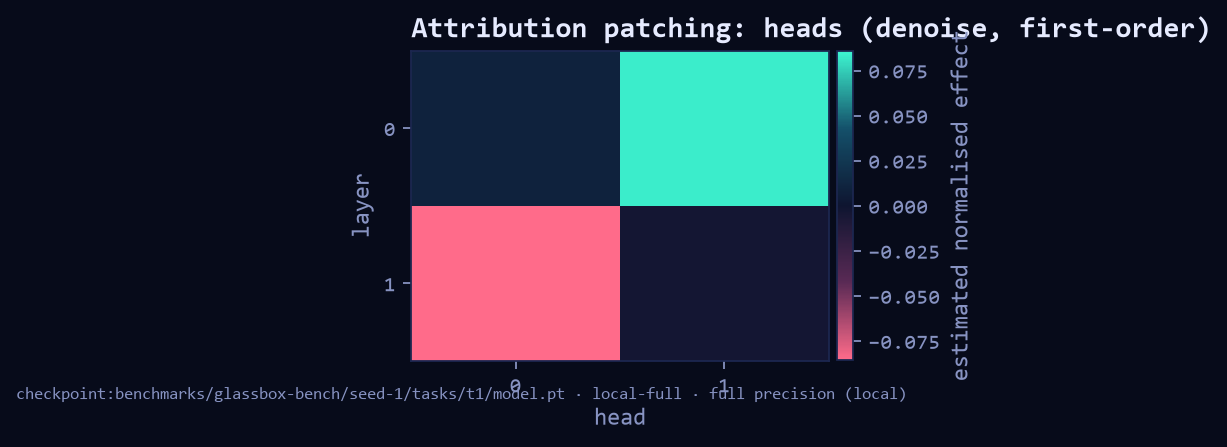 Attribution patching: heads (denoise, first-order)
0.075
0.050
0.025
0.000
-0.025
-0.050
-0.075
estimated normalised effect
layer
0
1
0
1
checkpoint:benchmarks/glassbox-bench/seed-1/tasks/t1/model.pt · local-full · full precision (local)
head